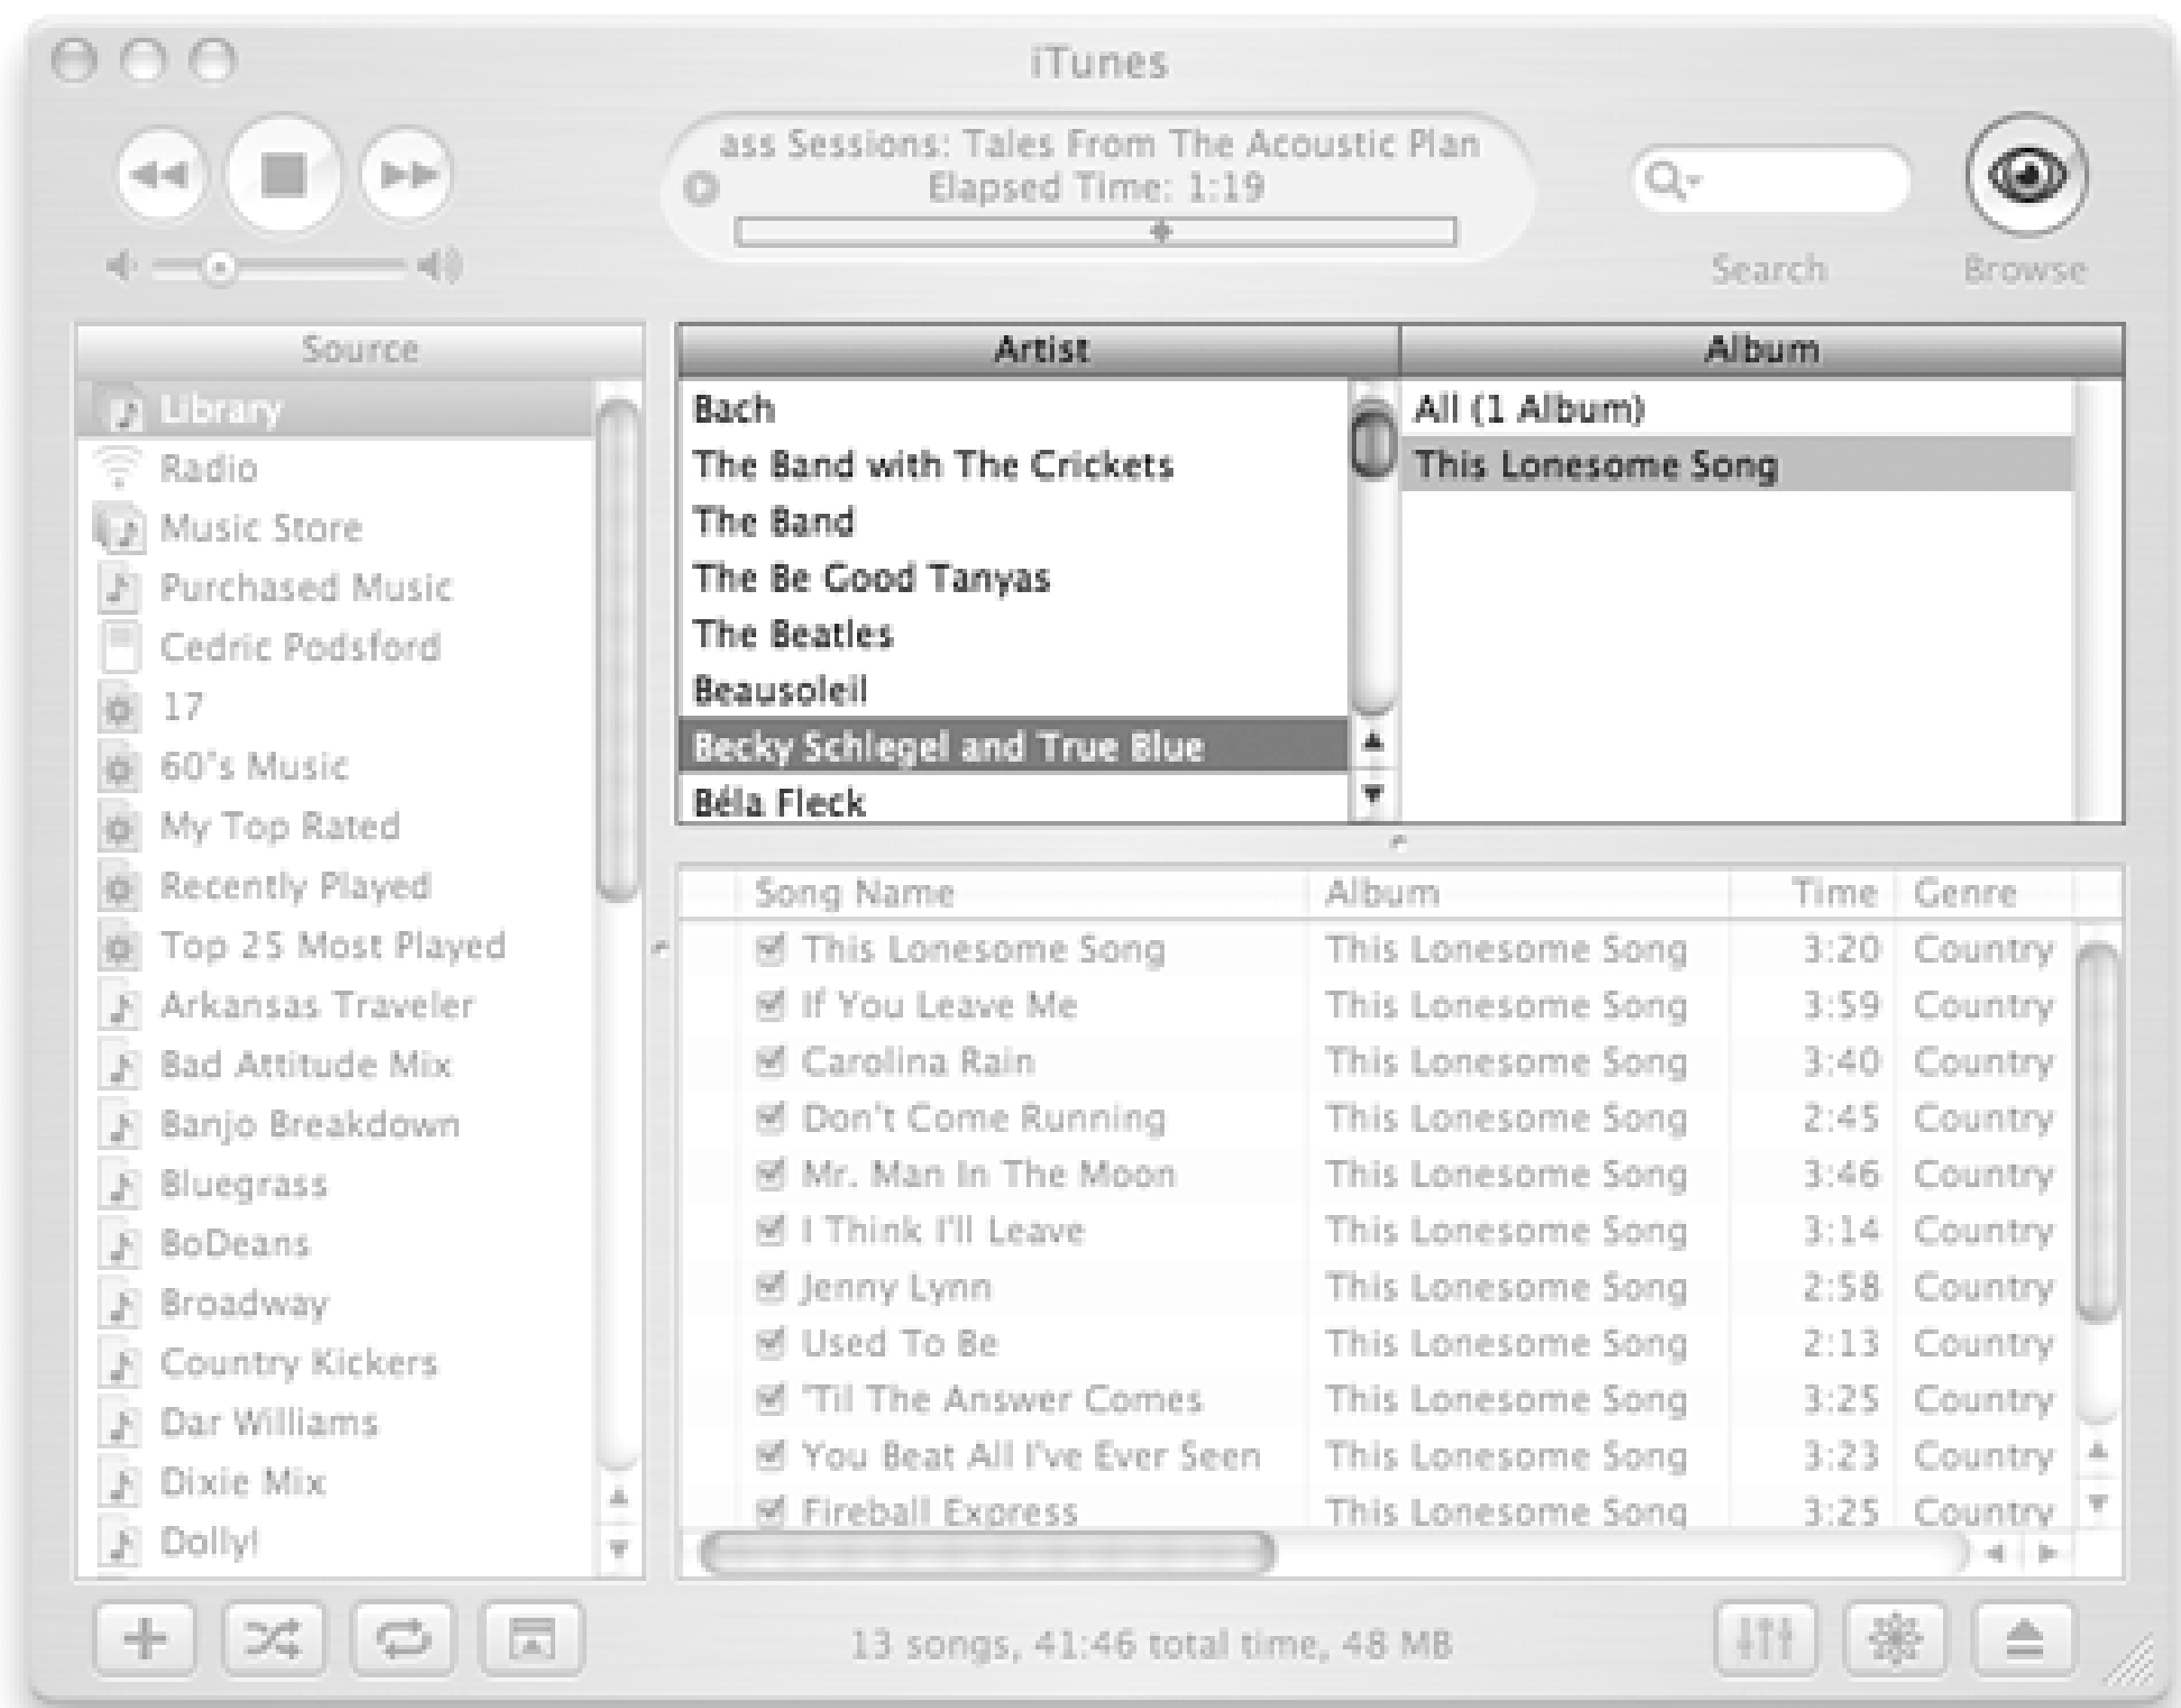 iTunes
ass Sessions: Tales From The Acoustic Plan
Elapsed Time: 1:19
Search
Browse
Source
Library
Radio
Music Store
Purchased Music
Cedric Podsford
17
60's Music
My Top Rated
Recently Played
Top 25 Most Played
Arkansas Traveler
Bad Attitude Mix
Banjo Breakdown
Bluegrass
BoDeans
Broadway
Country Kickers
Dar Williams
Dixie Mix
Dolly!
Artist
Bach
The Band with The Crickets
The Band
The Be Good Tanyas
The Beatles
Beausoleil
Becky Schlegel and True Blue
Béla Fleck
Album
All (1 Album)
This Lonesome Song
Song Name Album Time Genre
This Lonesome Song This Lonesome Song 3:20 Country
If You Leave Me This Lonesome Song 3:59 Country
Carolina Rain This Lonesome Song 3:40 Country
Don't Come Running This Lonesome Song 2:45 Country
Mr. Man In The Moon This Lonesome Song 3:46 Country
I Think I'll Leave This Lonesome Song 3:14 Country
Jenny Lynn This Lonesome Song 2:58 Country
Used To Be This Lonesome Song 2:13 Country
'Til The Answer Comes This Lonesome Song 3:25 Country
You Beat All I've Ever Seen This Lonesome Song 3:23 Country
Fireball Express This Lonesome Song 3:25 Country
13 songs, 41:46 total time, 48 MB